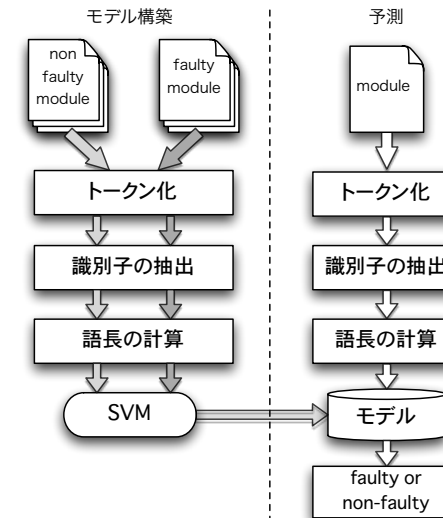 モデル構築
non
faulty
module
faulty
module
トークン化
識別子の抽出
語長の計算
SVM
予測
module
トークン化
識別子の抽出
語長の計算
モデル
faulty or
non-faulty